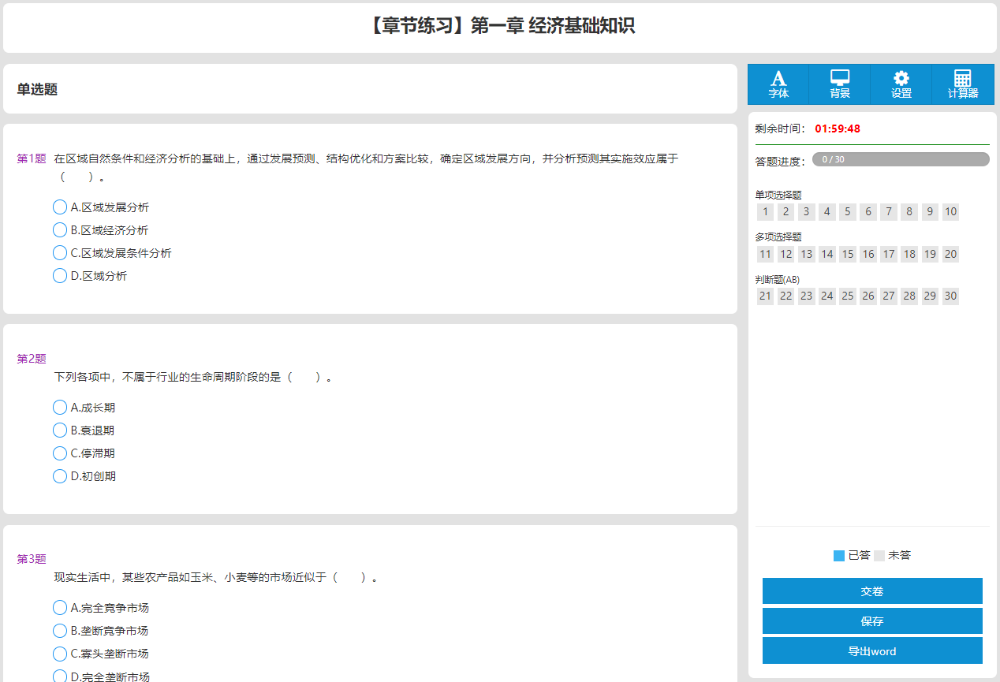 【章节练习】第一章 经济基础知识
单选题
第1题 在区域自然条件和经济分析的基础上，通过发展预测、结构优化和方案比较，确定区域发展方向，并分析预测其实施效应属于
（　　）。
A.区域发展分析
B.区域经济分析
C.区域发展条件分析
D.区域分析
第2题
下列各项中，不属于行业的生命周期阶段的是（　　）。
A.成长期
B.衰退期
C.停滞期
D.初创期
第3题
现实生活中，某些农产品如玉米、小麦等的市场近似于（　　）。
A.完全竟争市场
B.垄断竟争市场
C.寡头垄断市场
D.完全垄断市场
字体 背景 设置 计算器
剩余时间： 01:59:48
答题进度： 0 / 30
单项选择题
1 2 3 4 5 6 7 8 9 10
多项选择题
11 12 13 14 15 16 17 18 19 20
判断题(AB)
21 22 23 24 25 26 27 28 29 30
已答 未答
交卷
保存
导出word